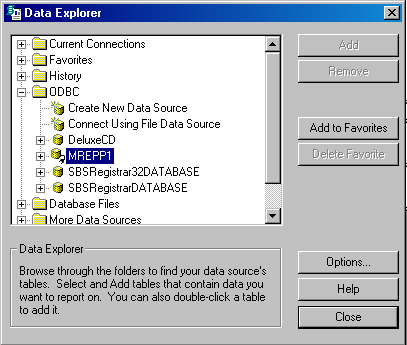 Data Explorer
Current Connections
Favorites
History
ODBC
Create New Data Source
Connect Using File Data Source
DeluxeCD
MREPP1
SBSRegistrar32DATABASE
SBSRegistrarDATABASE
Database Files
More Data Sources
Add
Remove
Add to Favorites
Delete Favorite
Data Explorer
Browse through the folders to find your data source's
tables.  Select and Add tables that contain data you
want to report on.  You can also double-click a table
to add it.
Options...
Help
Close